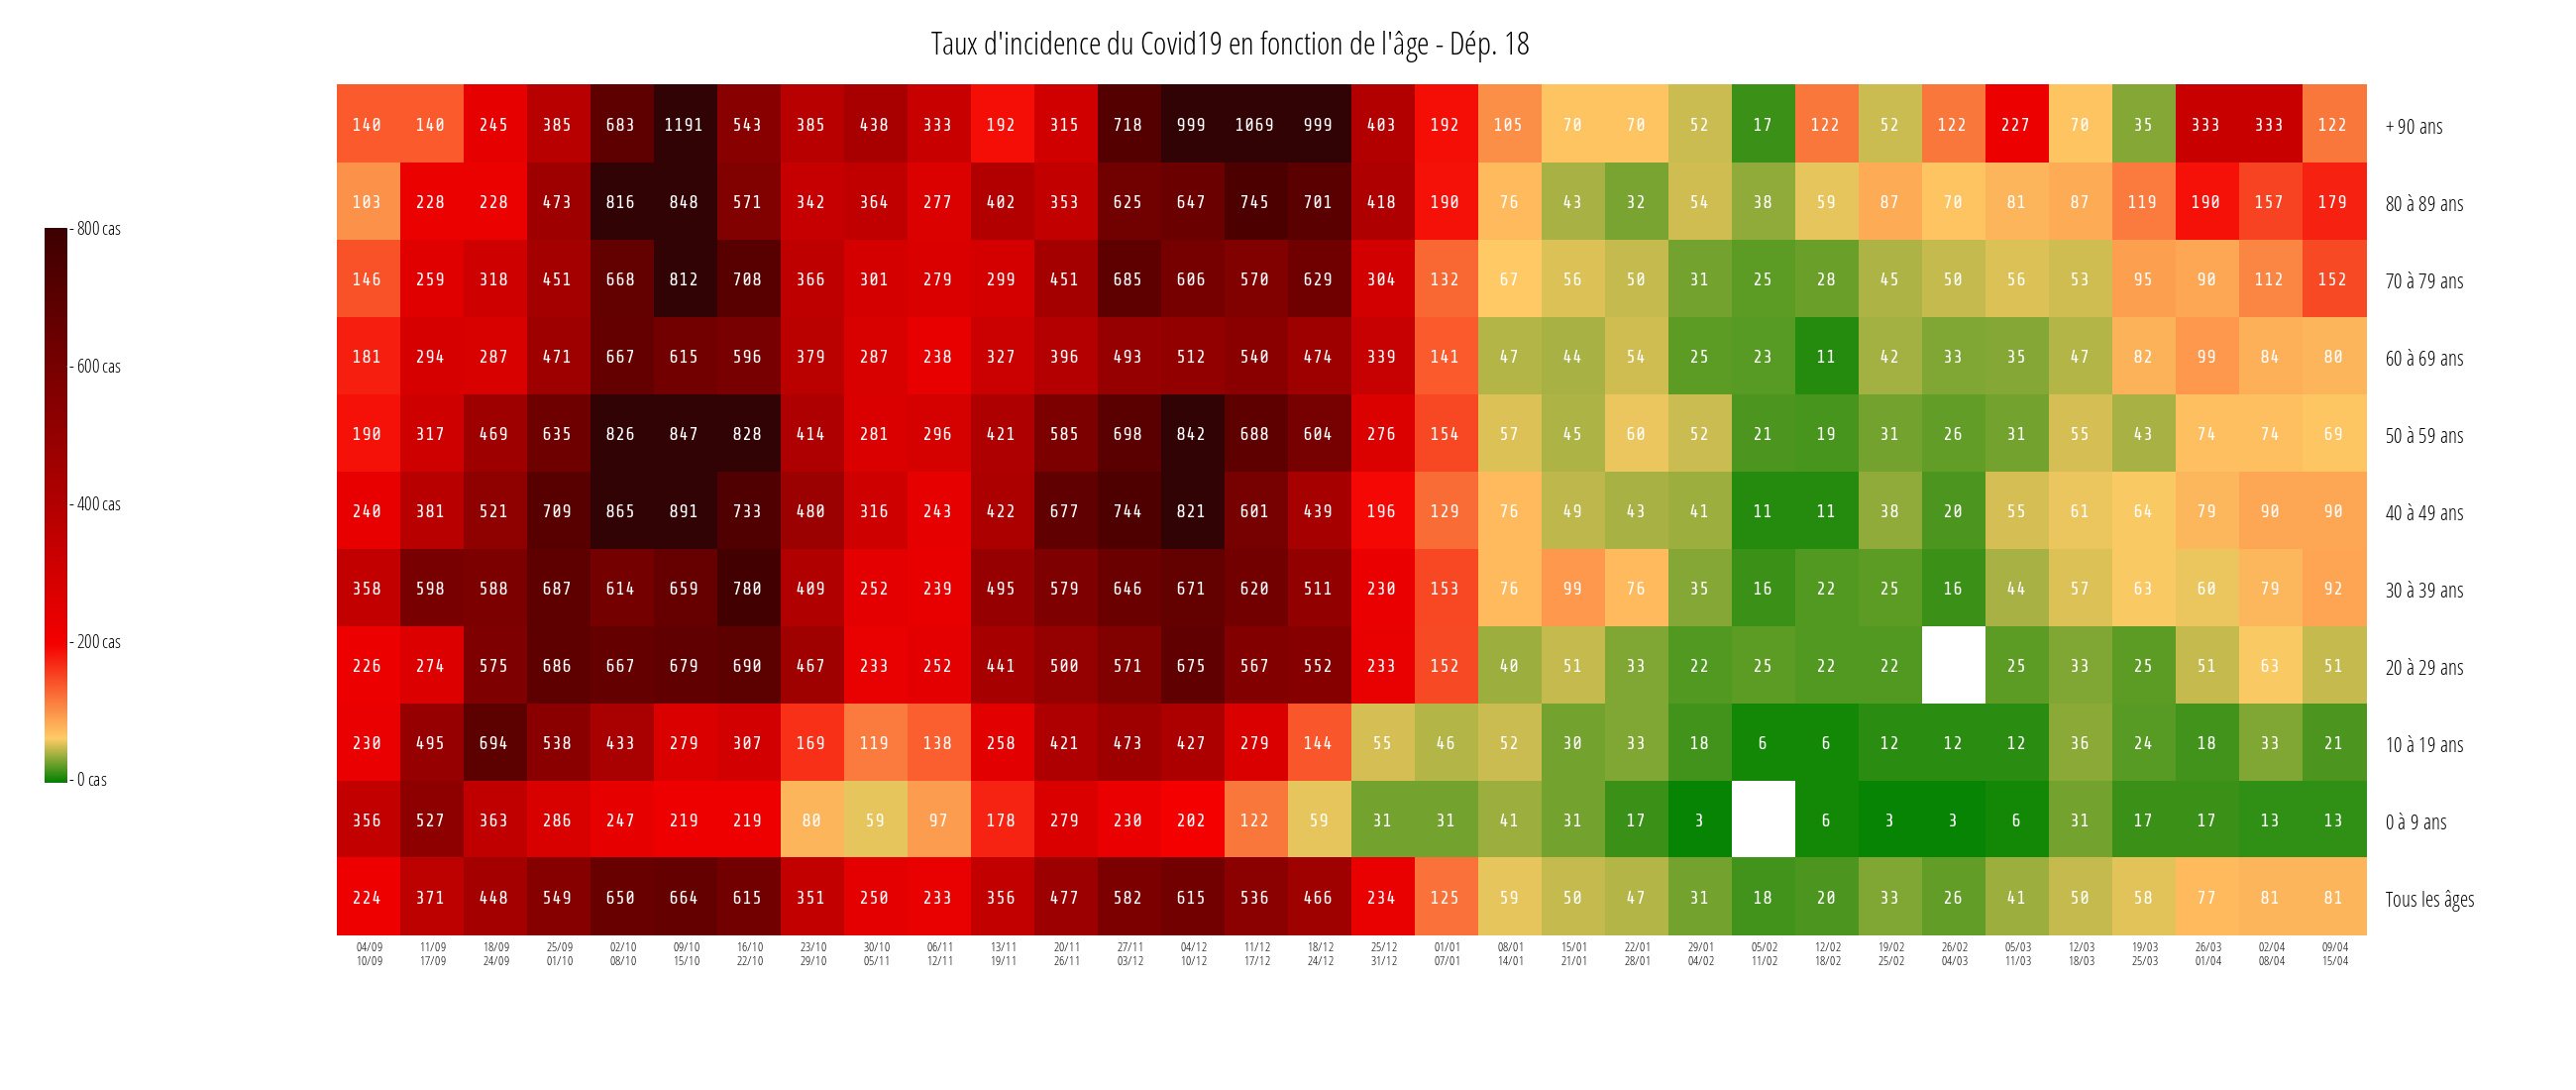 Taux d'incidence du Covid19 en fonction de l'âge - Dép. 18
140 140 245 385 683 1191 543 385 438 333 192 315 718 999 1069 999 403 192 105 70 70 52 17 122 52 122 227 70 35 333 333 122 + 90 ans
103 228 228 473 816 848 571 342 364 277 402 353 625 647 745 701 418 190 76 43 32 54 38 59 87 70 81 87 119 190 157 179 80 à 89 ans
- 800 cas
146 259 318 451 668 812 708 366 301 279 299 451 685 606 570 629 304 132 67 56 50 31 25 28 45 50 56 53 95 90 112 152 70 à 79 ans
181 294 287 471 667 615 596 379 287 238 327 396 493 512 540 474 339 141 47 44 54 25 23 11 42 33 35 47 82 99 84 80 60 à 69 ans
- 600 cas
190 317 469 635 826 847 828 414 281 296 421 585 698 842 688 604 276 154 57 45 60 52 21 19 31 26 31 55 43 74 74 69 50 à 59 ans
- 400 cas
240 381 521 709 865 891 733 480 316 243 422 677 744 821 601 439 196 129 76 49 43 41 11 11 38 20 55 61 64 79 90 90 40 à 49 ans
358 598 588 687 614 659 780 409 252 239 495 579 646 671 620 511 230 153 76 99 76 35 16 22 25 16 44 57 63 60 79 92 30 à 39 ans
- 200 cas
226 274 575 686 667 679 690 467 233 252 441 500 571 675 567 552 233 152 40 51 33 22 25 22 22 25 33 25 51 63 51 20 à 29 ans
230 495 694 538 433 279 307 169 119 138 258 421 473 427 279 144 55 46 52 30 33 18 6 6 12 12 12 36 24 18 33 21 10 à 19 ans
- 0 cas
356 527 363 286 247 219 219 80 59 97 178 279 230 202 122 59 31 31 41 31 17 3 6 3 3 6 31 17 17 13 13 0 à 9 ans
224 371 448 549 650 664 615 351 250 233 356 477 582 615 536 466 234 125 59 50 47 31 18 20 33 26 41 50 58 77 81 81 Tous les âges
04/09 11/09 18/09 25/09 02/10 09/10 16/10 23/10 30/10 06/11 13/11 20/11 27/11 04/12 11/12 18/12 25/12 01/01 08/01 15/01 22/01 29/01 05/02 12/02 19/02 26/02 05/03 12/03 19/03 26/03 02/04 09/04
10/09 17/09 24/09 01/10 08/10 15/10 22/10 29/10 05/11 12/11 19/11 26/11 03/12 10/12 17/12 24/12 31/12 07/01 14/01 21/01 28/01 04/02 11/02 18/02 25/02 04/03 11/03 18/03 25/03 01/04 08/04 15/04